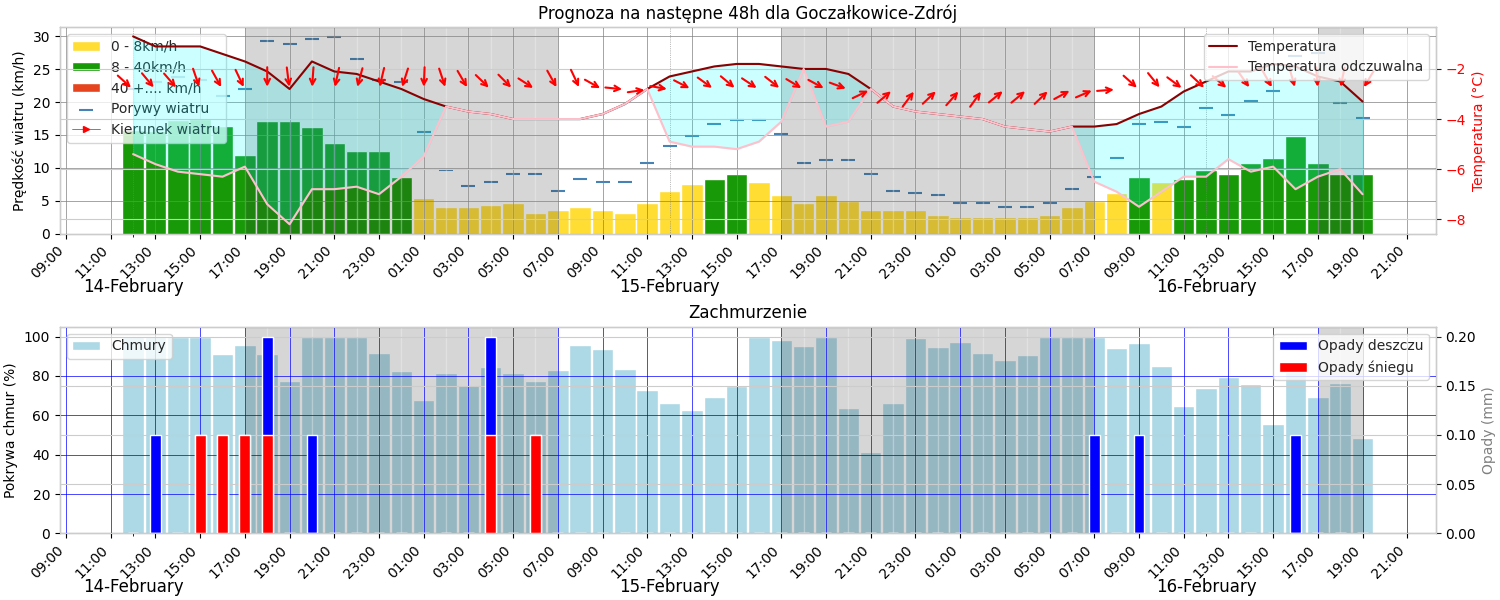 Prognoza na następne 48h dla Goczałkowice-Zdrój
0 - 8km/h
8 - 40km/h
40 +.... km/h
Porywy wiatru
Kierunek wiatru
Temperatura
Temperatura odczuwalna
Prędkość wiatru (km/h)
30
25
20
15
10
5
0
Temperatura (°C)
−2
−4
−6
−8
09:00 11:00 13:00 15:00 17:00 19:00 21:00 23:00 01:00 03:00 05:00 07:00 09:00 11:00 13:00 15:00 17:00 19:00 21:00 23:00 01:00 03:00 05:00 07:00 09:00 11:00 13:00 15:00 17:00 19:00 21:00
14-February 15-February 16-February
Zachmurzenie
Chmury
Opady deszczu
Opady śniegu
Pokrywa chmur (%)
100
80
60
40
20
0
Opady (mm)
0.20
0.15
0.10
0.05
0.00
09:00 11:00 13:00 15:00 17:00 19:00 21:00 23:00 01:00 03:00 05:00 07:00 09:00 11:00 13:00 15:00 17:00 19:00 21:00 23:00 01:00 03:00 05:00 07:00 09:00 11:00 13:00 15:00 17:00 19:00 21:00
14-February 15-February 16-February